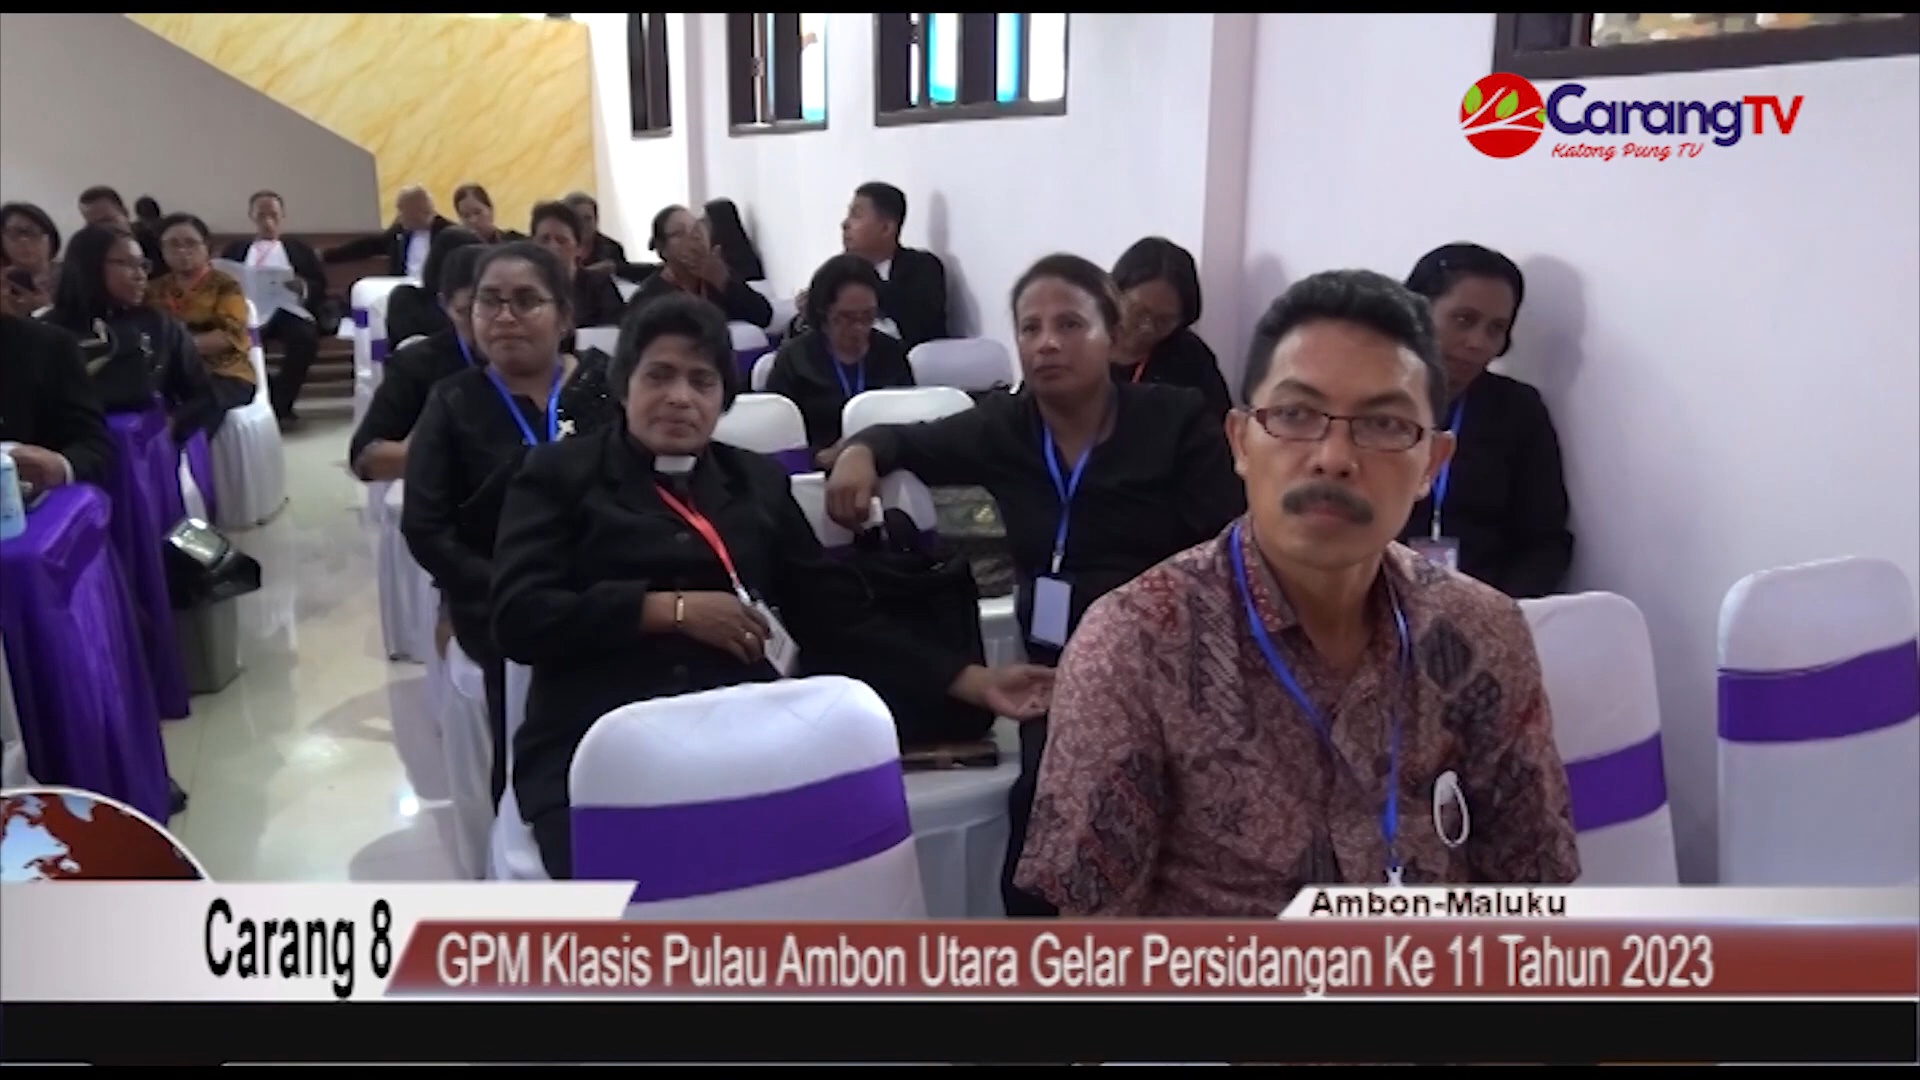 CarangTV
Katong Pung TV
Ambon-Maluku
Carang 8
GPM Klasis Pulau Ambon Utara Gelar Persidangan Ke 11 Tahun 2023